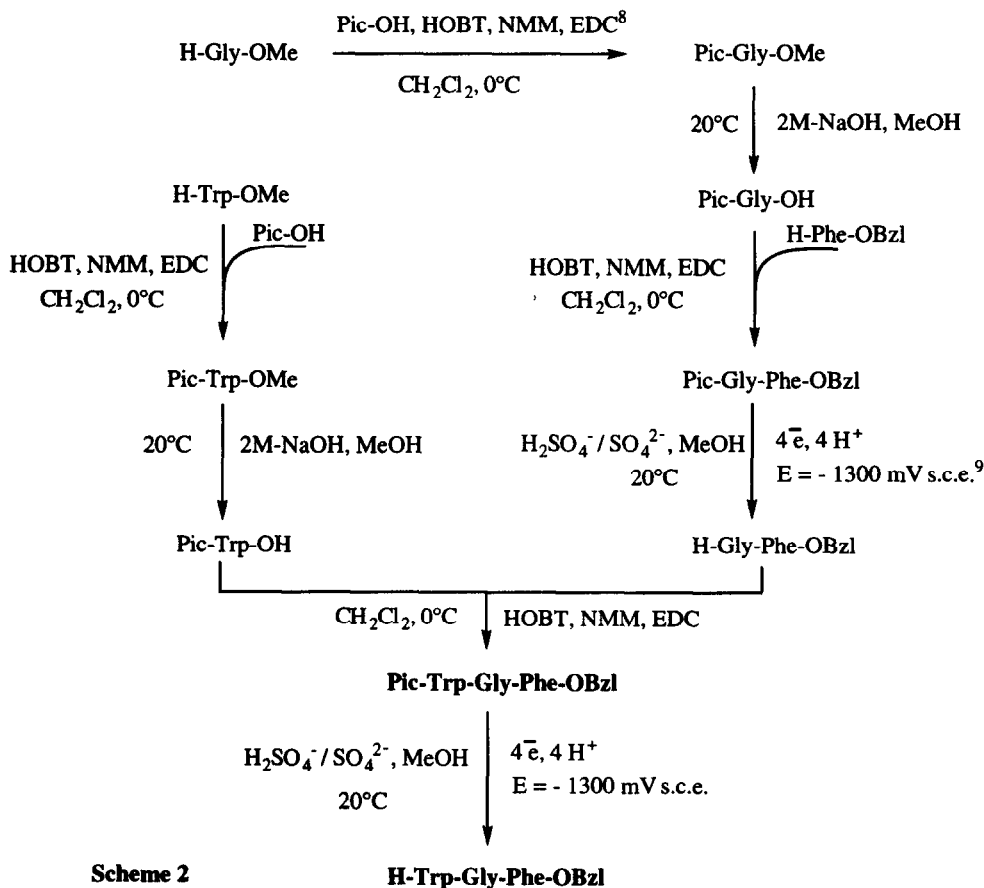 Pic-OH, HOBT, NMM, EDC⁸
H-Gly-OMe
Pic-Gly-OMe
CH₂Cl₂, 0°C
20°C 2M-NaOH, MeOH
H-Trp-OMe
Pic-Gly-OH
Pic-OH
H-Phe-OBzl
HOBT, NMM, EDC
HOBT, NMM, EDC
CH₂Cl₂, 0°C
CH₂Cl₂, 0°C
Pic-Trp-OMe
Pic-Gly-Phe-OBzl
20°C 2M-NaOH, MeOH
H₂SO₄⁻ / SO₄²⁻, MeOH
20°C
4e̅, 4 H⁺
E = - 1300 mV s.c.e.⁹
Pic-Trp-OH
H-Gly-Phe-OBzl
CH₂Cl₂, 0°C HOBT, NMM, EDC
Pic-Trp-Gly-Phe-OBzl
H₂SO₄⁻ / SO₄²⁻, MeOH
20°C
4e̅, 4 H⁺
E = - 1300 mV s.c.e.
Scheme 2
H-Trp-Gly-Phe-OBzl